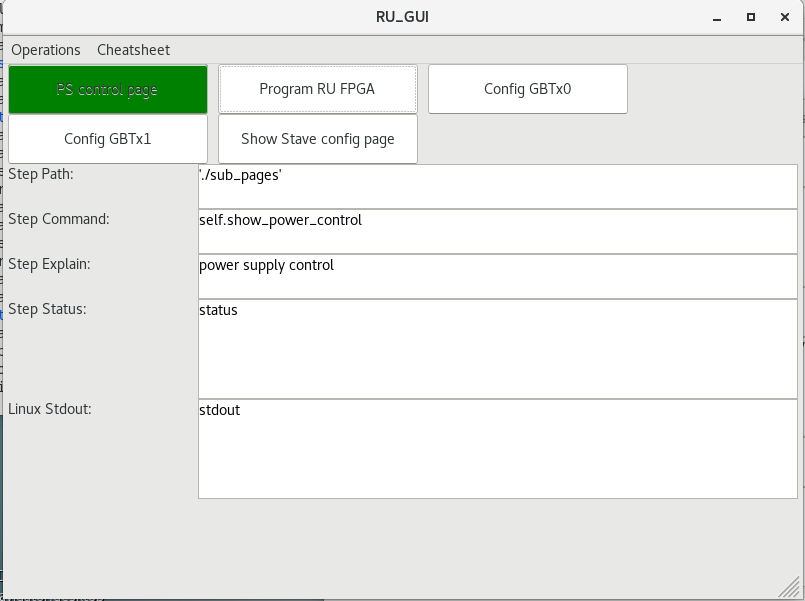 RU_GUI
Operations Cheatsheet
PS control page Program RU FPGA Config GBTx0
Config GBTx1 Show Stave config page
Step Path: './sub_pages'
Step Command: self.show_power_control
Step Explain: power supply control
Step Status: status
Linux Stdout: stdout